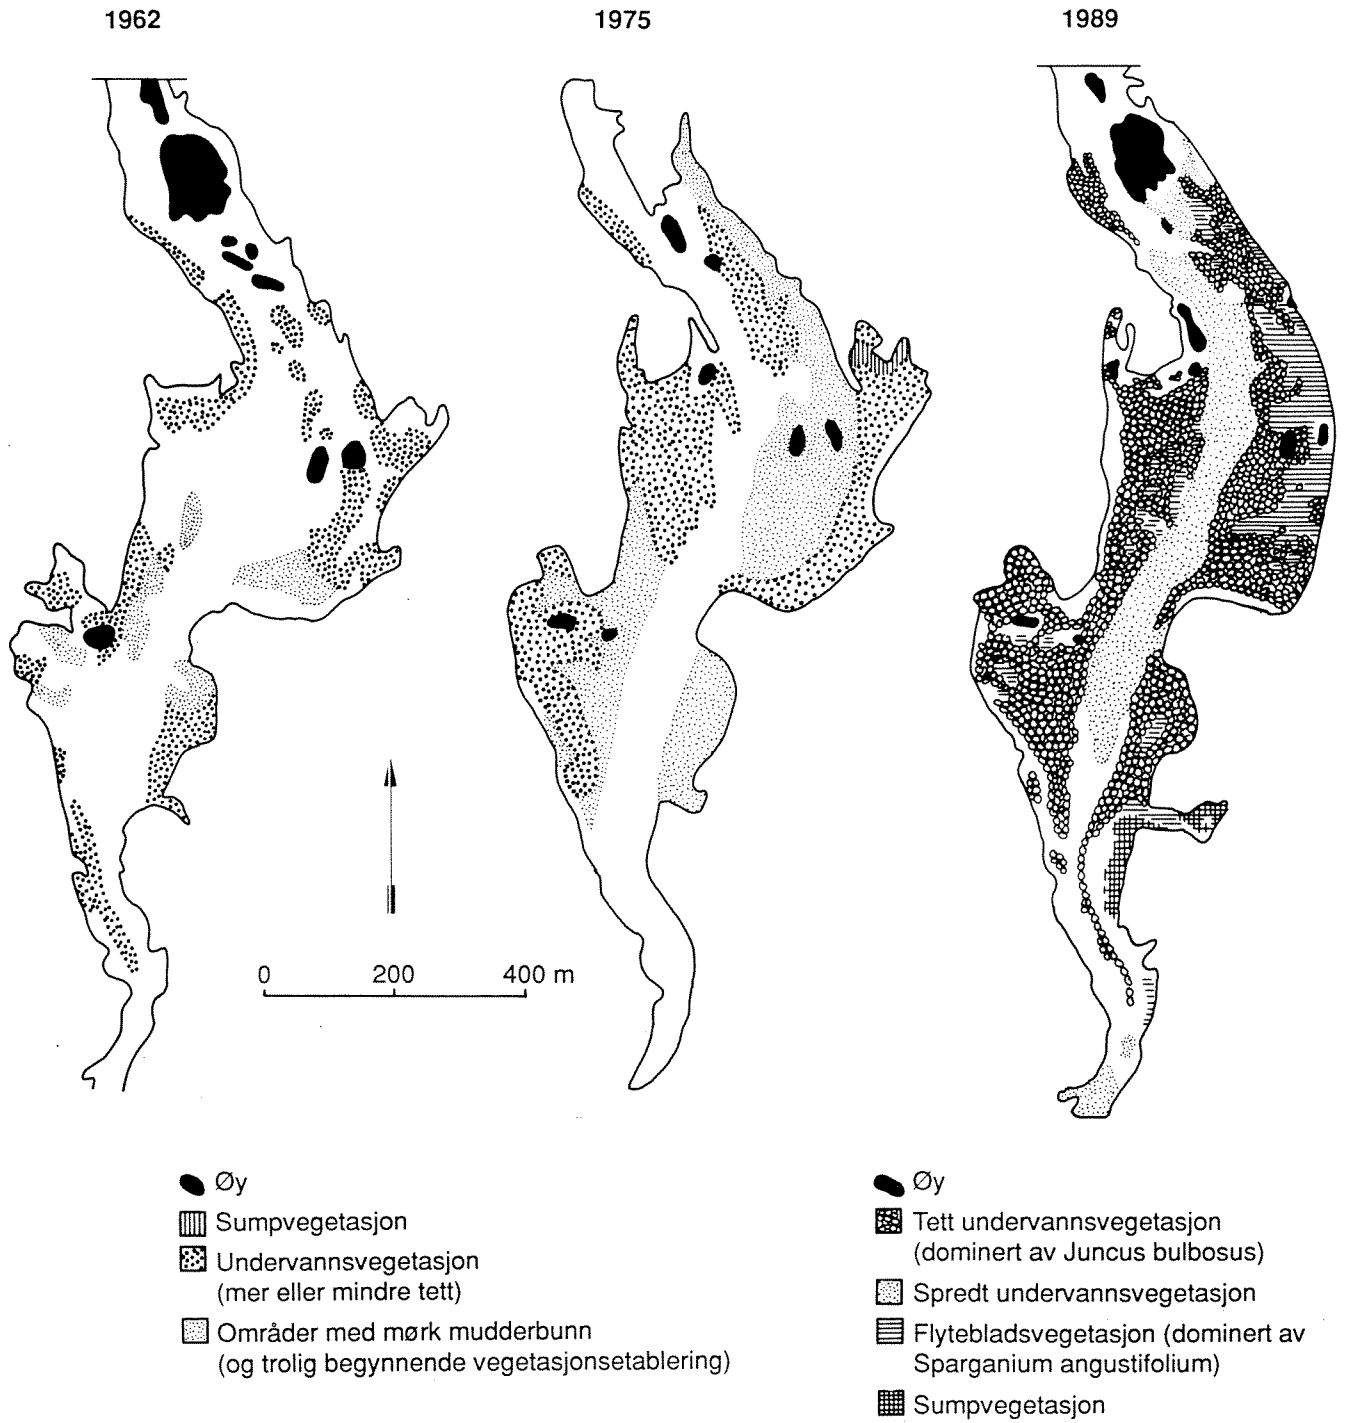 1962
1975
1989
0 200 400 m
Øy
Sumpvegetasjon
Undervannsvegetasjon
(mer eller mindre tett)
Områder med mørk mudderbunn
(og trolig begynnende vegetasjonsetablering)
Øy
Tett undervannsvegetasjon
(dominert av Juncus bulbosus)
Spredt undervannsvegetasjon
Flytebladsvegetasjon (dominert av
Sparganium angustifolium)
Sumpvegetasjon